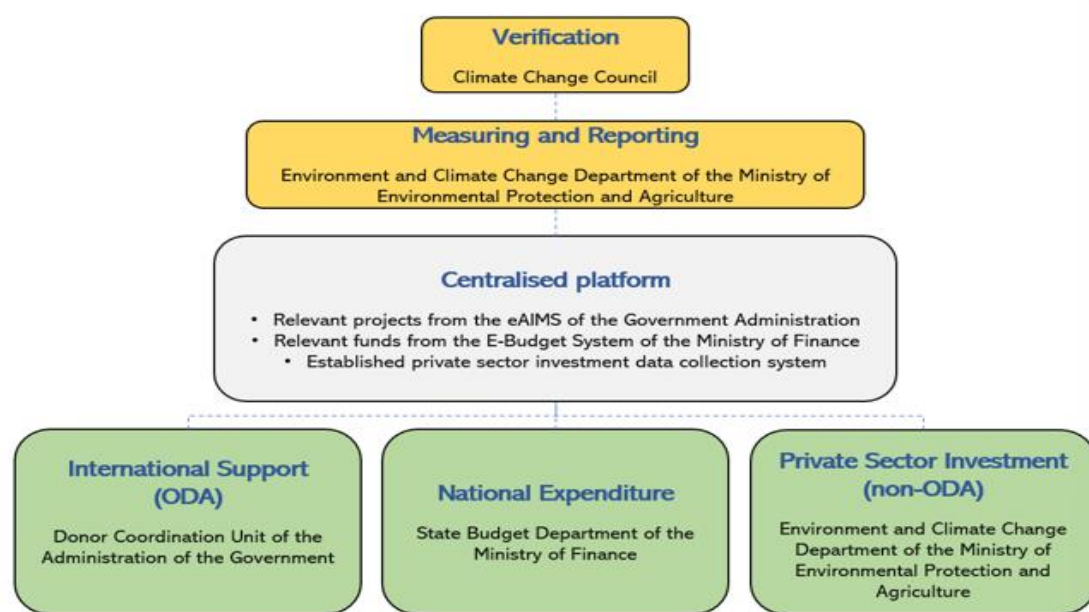 Verification
Climate Change Council
Measuring and Reporting
Environment and Climate Change Department of the Ministry of
Environmental Protection and Agriculture
Centralised platform
• Relevant projects from the eAIMS of the Government Administration
• Relevant funds from the E-Budget System of the Ministry of Finance
• Established private sector investment data collection system
International Support
(ODA)
Donor Coordination Unit of the
Administration of the Government
National Expenditure
State Budget Department of the
Ministry of Finance
Private Sector Investment
(non-ODA)
Environment and Climate Change
Department of the Ministry of
Environmental Protection and
Agriculture